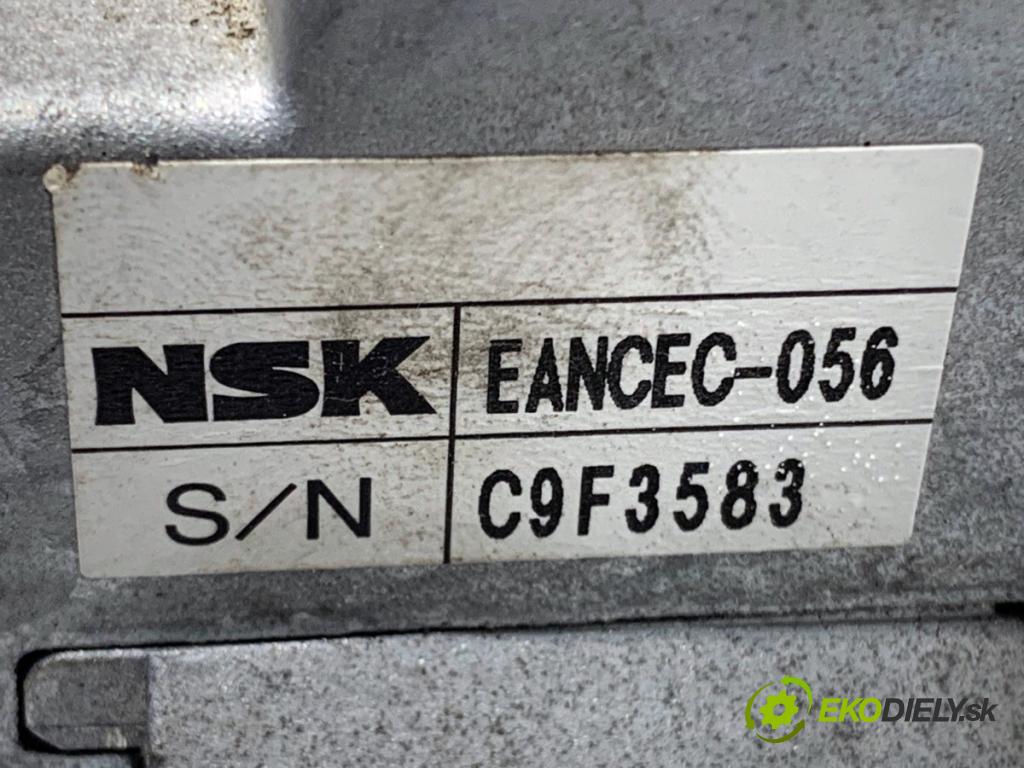 NSK EANCEC-056
S/N C9F3583
EKODIELY.sk